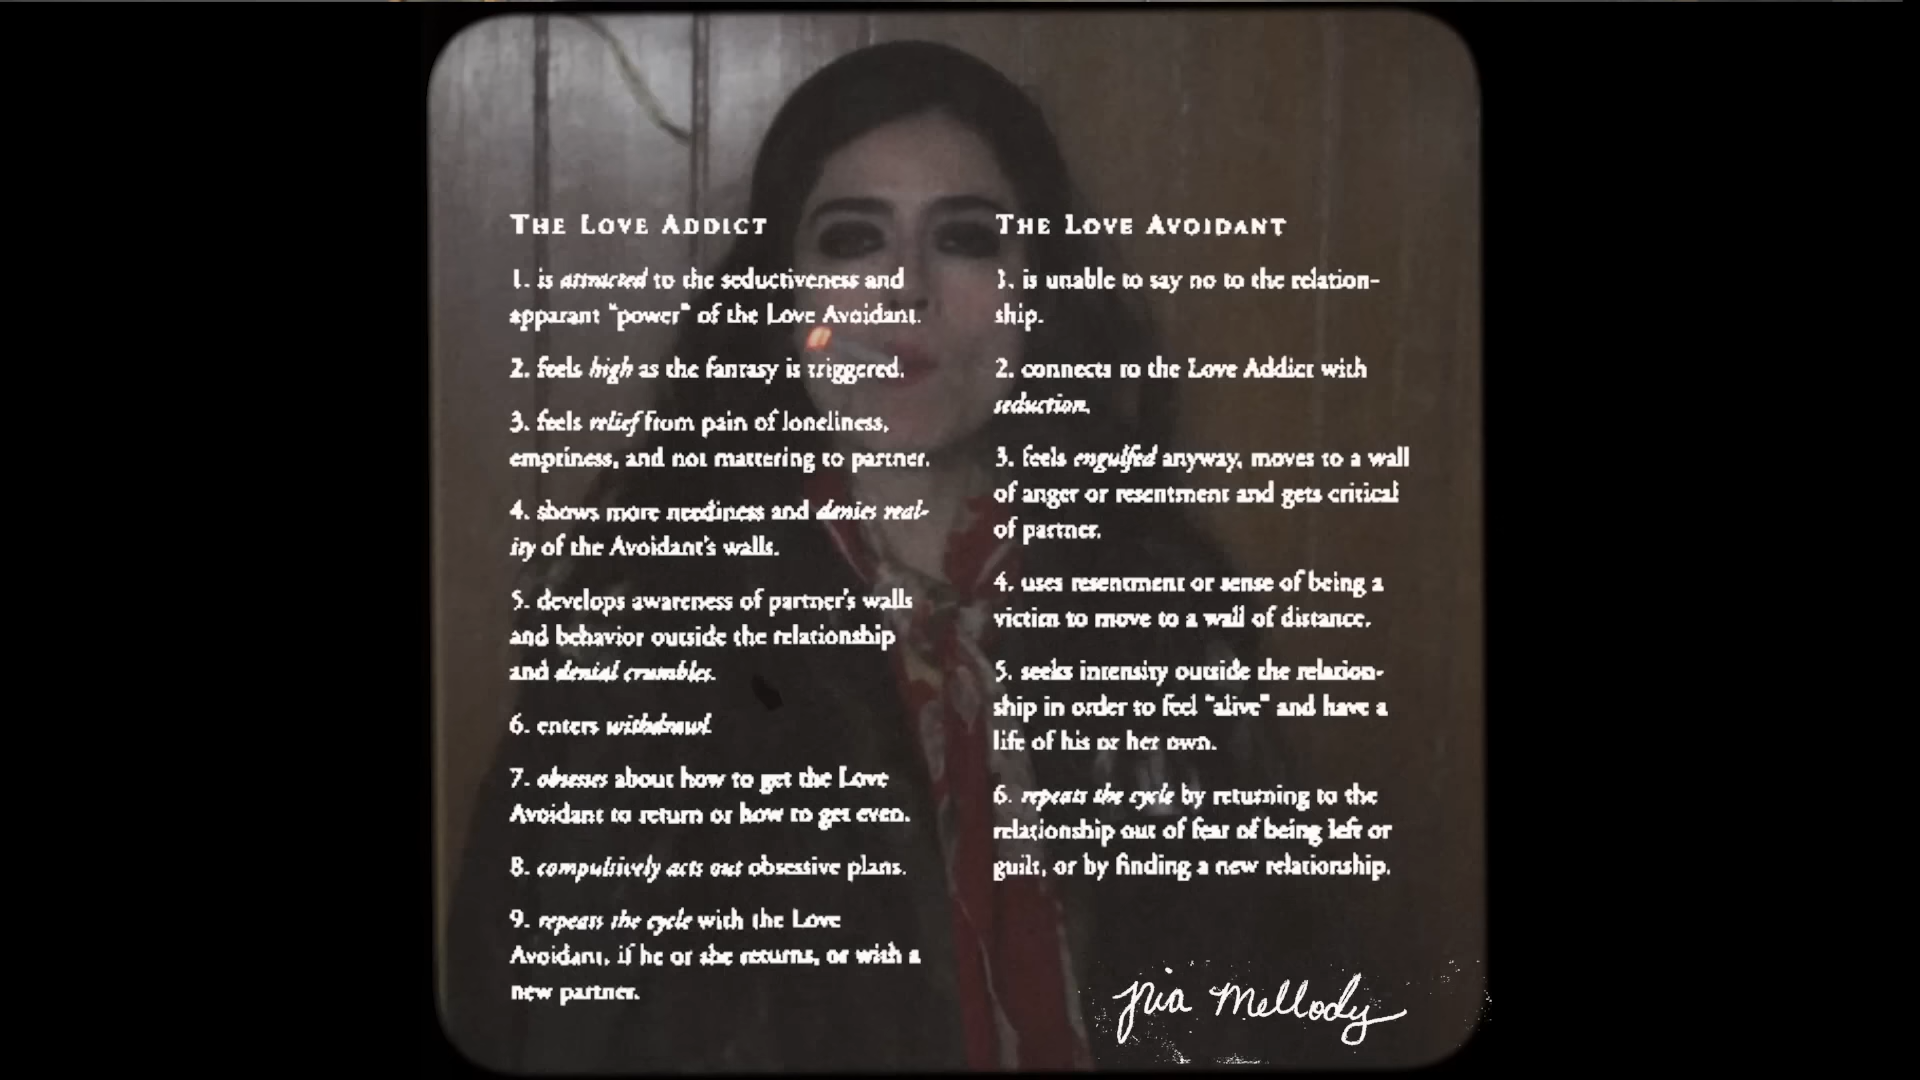 THE LOVE ADDICT
1. is attracted to the seductiveness and
apparant "power" of the Love Avoidant.
2. feels high as the fantasy is triggered.
3. feels relief from pain of loneliness,
emptiness, and not mattering to partner.
4. shows more neediness and denies real-
ity of the Avoidant's walls.
5. develops awareness of partner's walls
and behavior outside the relationship
and denial crumbles.
6. enters withdrawl.
7. obsesses about how to get the Love
Avoidant to return or how to get even.
8. compulsively acts out obsessive plans.
9. repeats the cycle with the Love
Avoidant, if he or she returns, or with a
new partner.
THE LOVE AVOIDANT
1. is unable to say no to the relation-
ship.
2. connects to the Love Addict with
seduction.
3. feels engulfed anyway, moves to a wall
of anger or resentment and gets critical
of partner.
4. uses resentment or sense of being a
victim to move to a wall of distance.
5. seeks intensity outside the relation-
ship in order to feel "alive" and have a
life of his or her own.
6. repeats the cycle by returning to the
relationship out of fear of being left or
guilt, or by finding a new relationship.
Pia Mellody